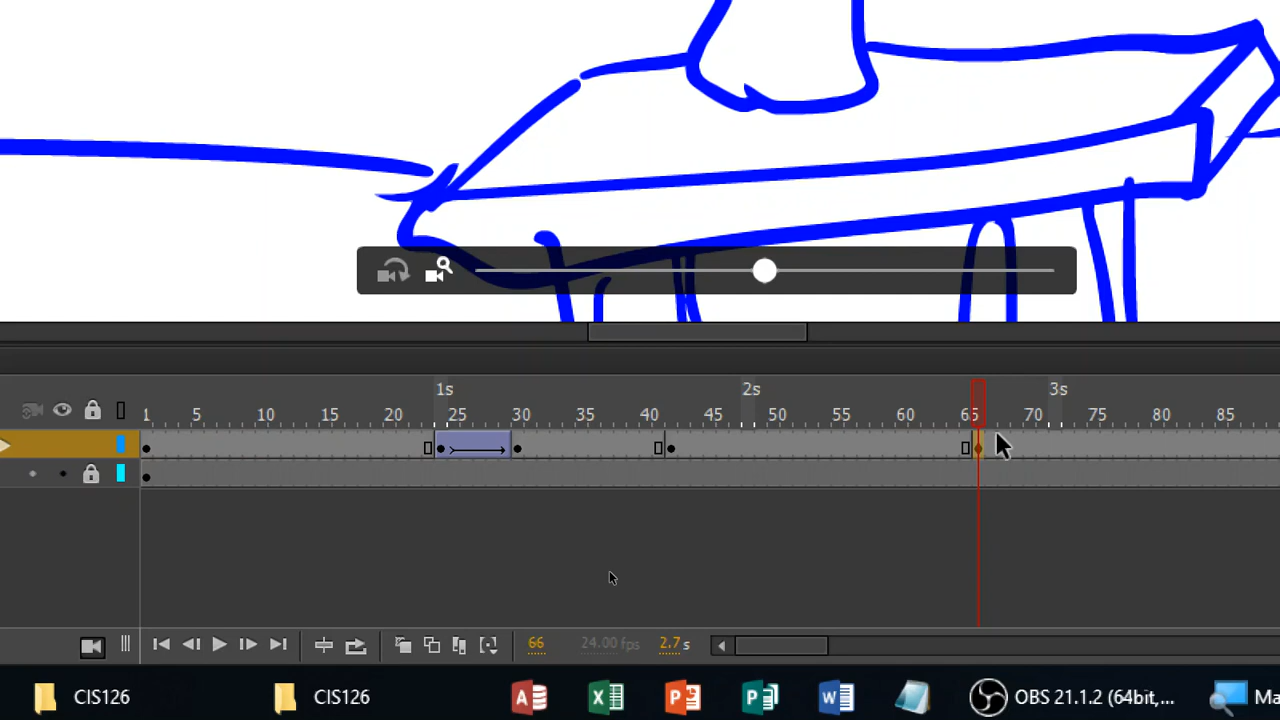 1s 2s 3s
1 5 10 15 20 25 30 35 40 45 50 55 60 65 70 75 80 85
66 24.00 fps 2.7 s
CIS126 CIS126 A X P P W OBS 21.1.2 (64bit,... Ma